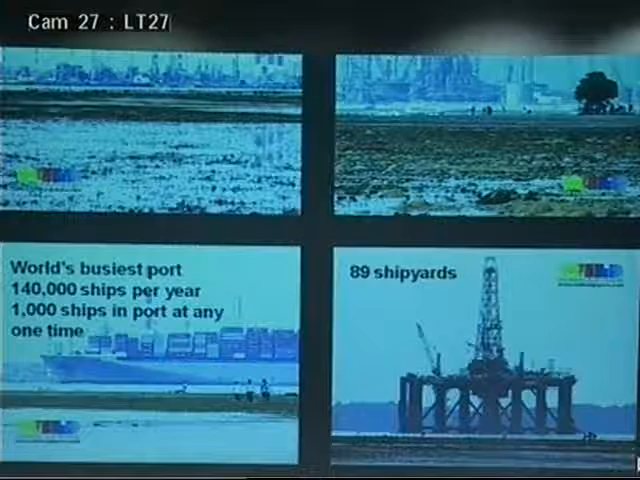 Cam 27 : LT27
World's busiest port
140,000 ships per year
1,000 ships in port at any
one time
89 shipyards